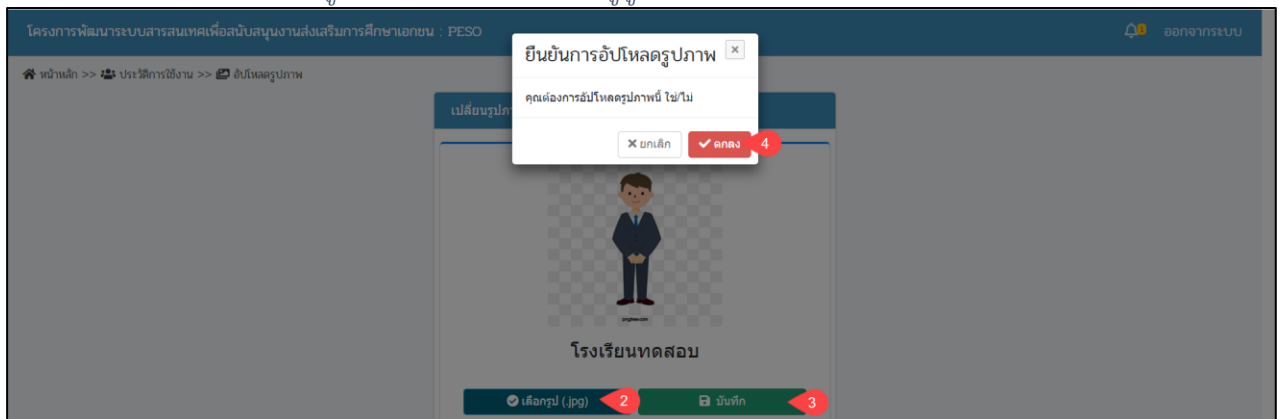 โครงการพัฒนาระบบสารสนเทศเพื่อสนับสนุนงานส่งเสริมการศึกษาเอกชน : PESO
ออกจากระบบ
หน้าหลัก >> ประวัติการใช้งาน >> อัปโหลดรูปภาพ
ยืนยันการอัปโหลดรูปภาพ
×
คุณต้องการอัปโหลดรูปภาพนี้ ใช่/ไม่
ยกเลิก
ตกลง
4
โรงเรียนทดสอบ
เลือกรูป (.jpg)
2
บันทึก
3